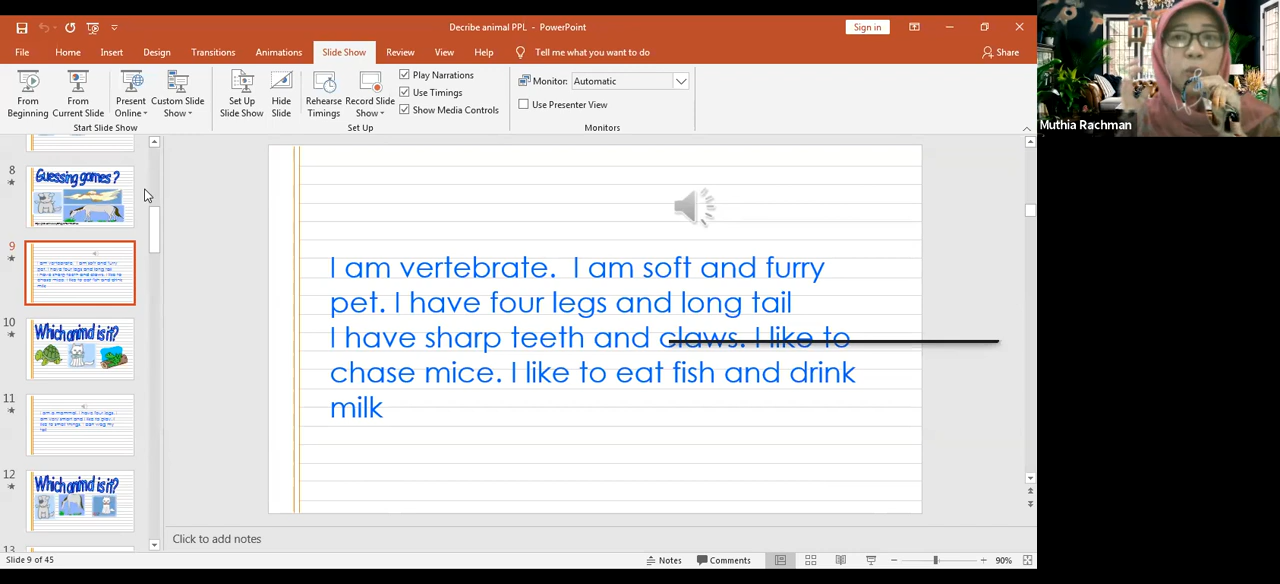 Decribe animal PPL - PowerPoint
Sign in
File Home Insert Design Transitions Animations Slide Show Review View Help Tell me what you want to do Share
From Beginning
From Current Slide
Present Online
Custom Slide Show
Set Up Slide Show
Hide Slide
Rehearse Timings
Record Slide Show
Play Narrations
Use Timings
Show Media Controls
Monitor: Automatic
Use Presenter View
Start Slide Show
Set Up
Monitors
Muthia Rachman
8
Guessing games?
9
10
Which animal is it?
11
12
Which animal is it?
13
I am vertebrate. I am soft and furry
pet. I have four legs and long tail
I have sharp teeth and claws. I like to
chase mice. I like to eat fish and drink
milk
Click to add notes
Slide 9 of 45
Notes
Comments
90%